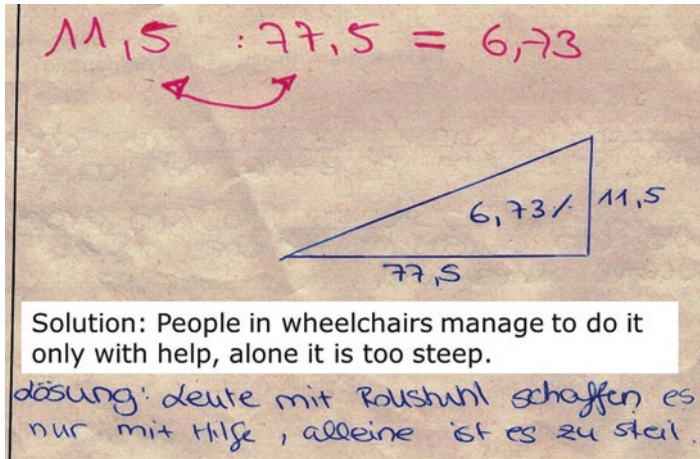 11,5 : 77,5 = 6,73
6,73%
11,5
77,5
Solution: People in wheelchairs manage to do it
only with help, alone it is too steep.
Lösung: Leute mit Rollstuhl schaffen es
nur mit Hilfe, alleine ist es zu steil.